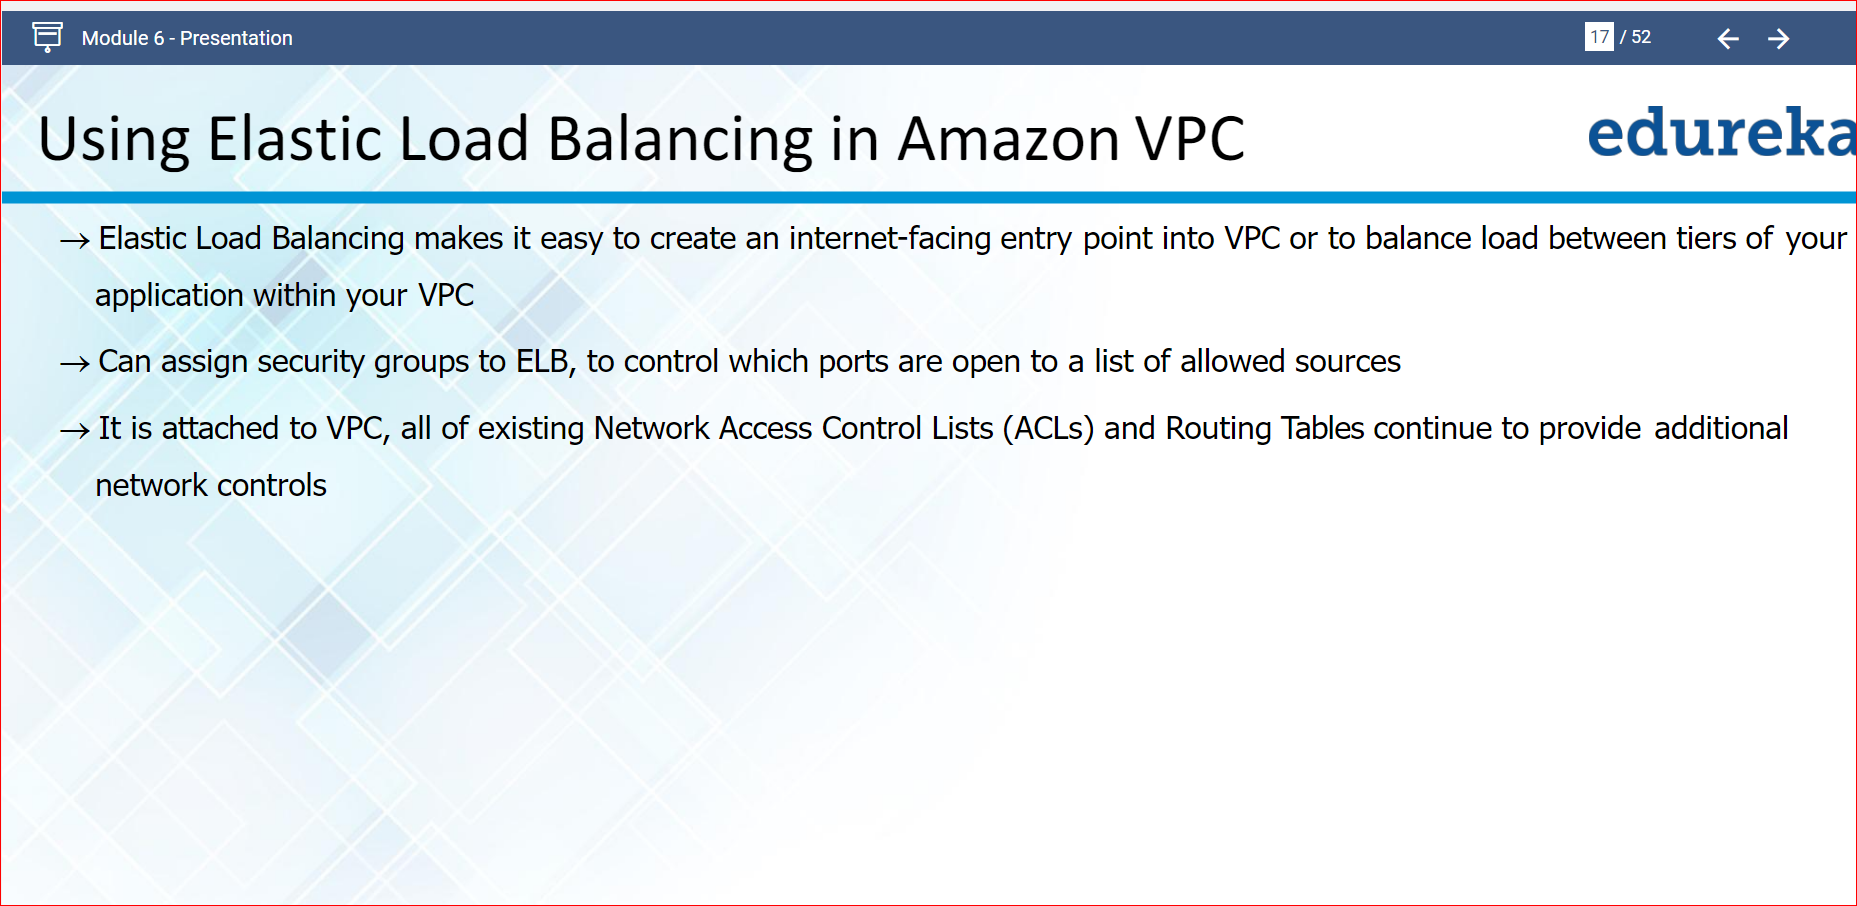 Module 6 - Presentation
17 / 52
Using Elastic Load Balancing in Amazon VPC
edureka
→ Elastic Load Balancing makes it easy to create an internet-facing entry point into VPC or to balance load between tiers of your
application within your VPC
→ Can assign security groups to ELB, to control which ports are open to a list of allowed sources
→ It is attached to VPC, all of existing Network Access Control Lists (ACLs) and Routing Tables continue to provide additional
network controls